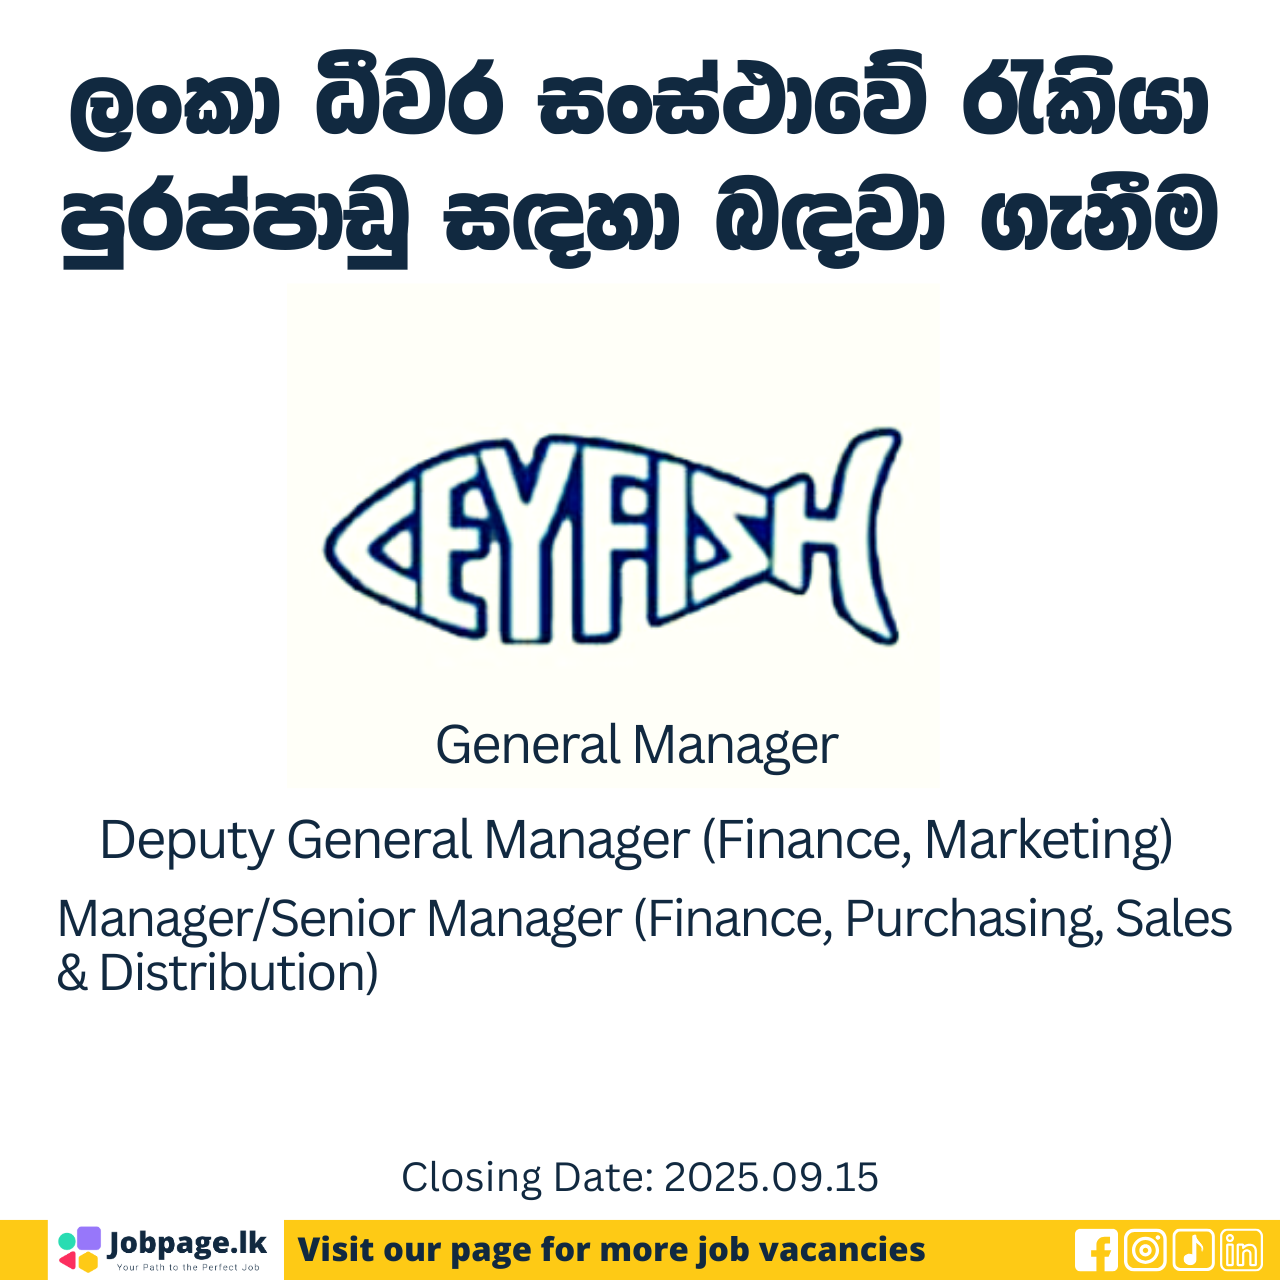 ලංකා ධීවර සංස්ථාවේ රැකියා
පුරප්පාඩු සඳහා බඳවා ගැනීම
CEYFISH
General Manager
Deputy General Manager (Finance, Marketing)
Manager/Senior Manager (Finance, Purchasing, Sales
& Distribution)
Closing Date: 2025.09.15
Jobpage.lk
Your Path to the Perfect Job
Visit our page for more job vacancies
in